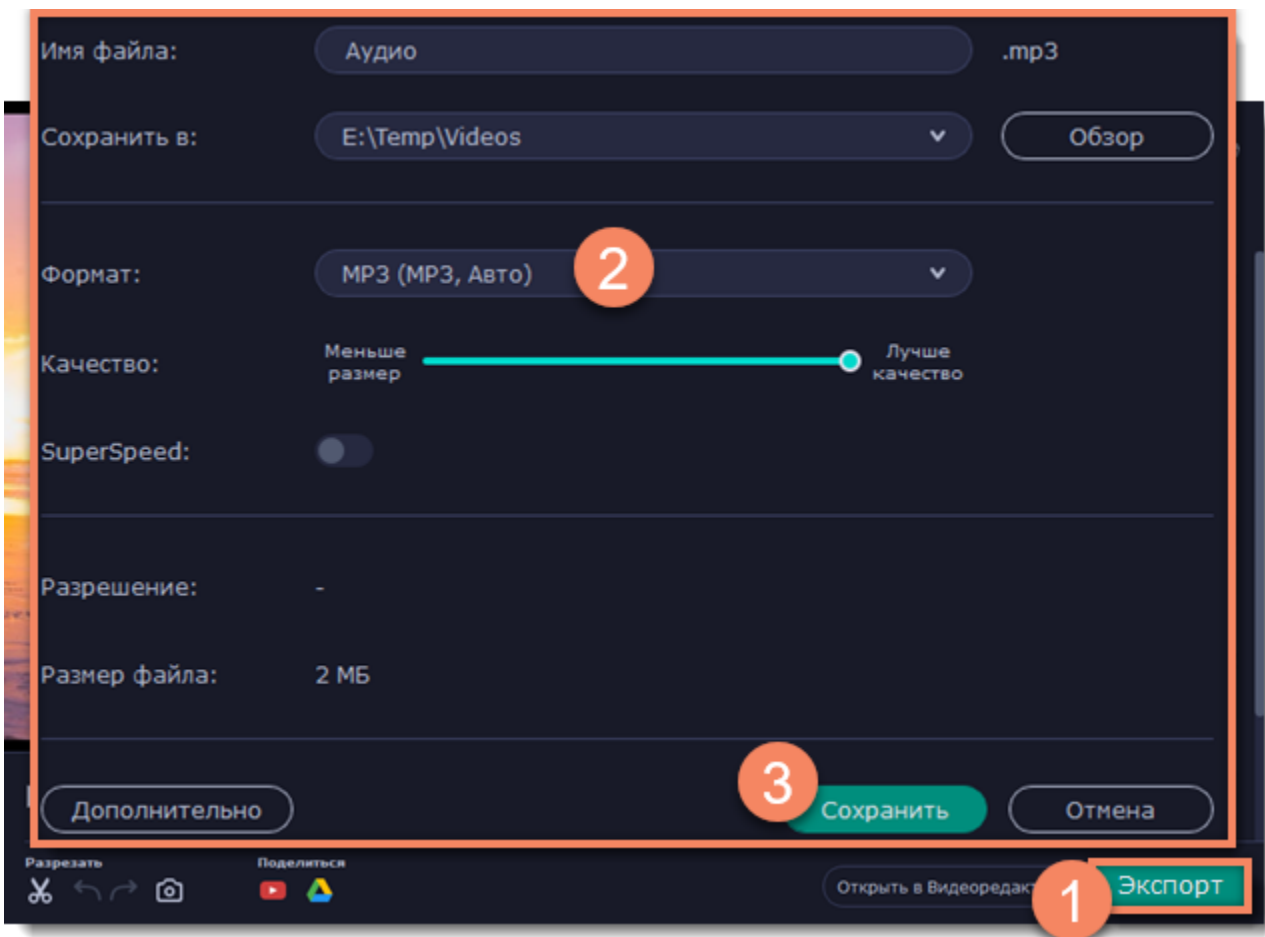 Имя файла: Аудио .mp3
Сохранить в: E:\Temp\Videos Обзор
Формат: MP3 (MP3, Авто) 2
Качество: Меньше размер Лучше качество
SuperSpeed:
Разрешение: -
Размер файла: 2 МБ
3
Дополнительно Сохранить Отмена
Разрезать Поделиться
Открыть в 1 Экспорт